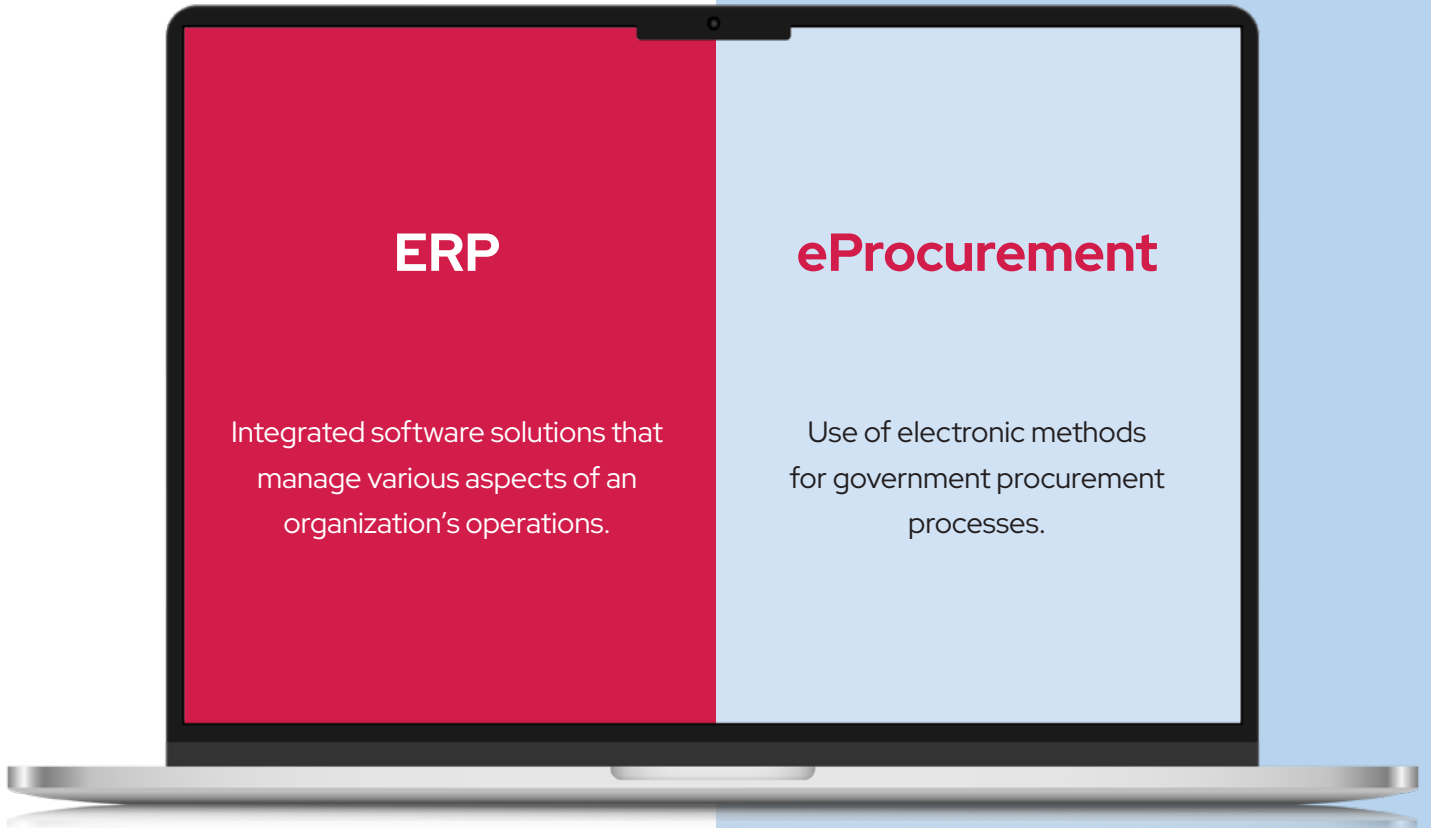 ERP
Integrated software solutions that
manage various aspects of an
organization’s operations.
eProcurement
Use of electronic methods
for government procurement
processes.